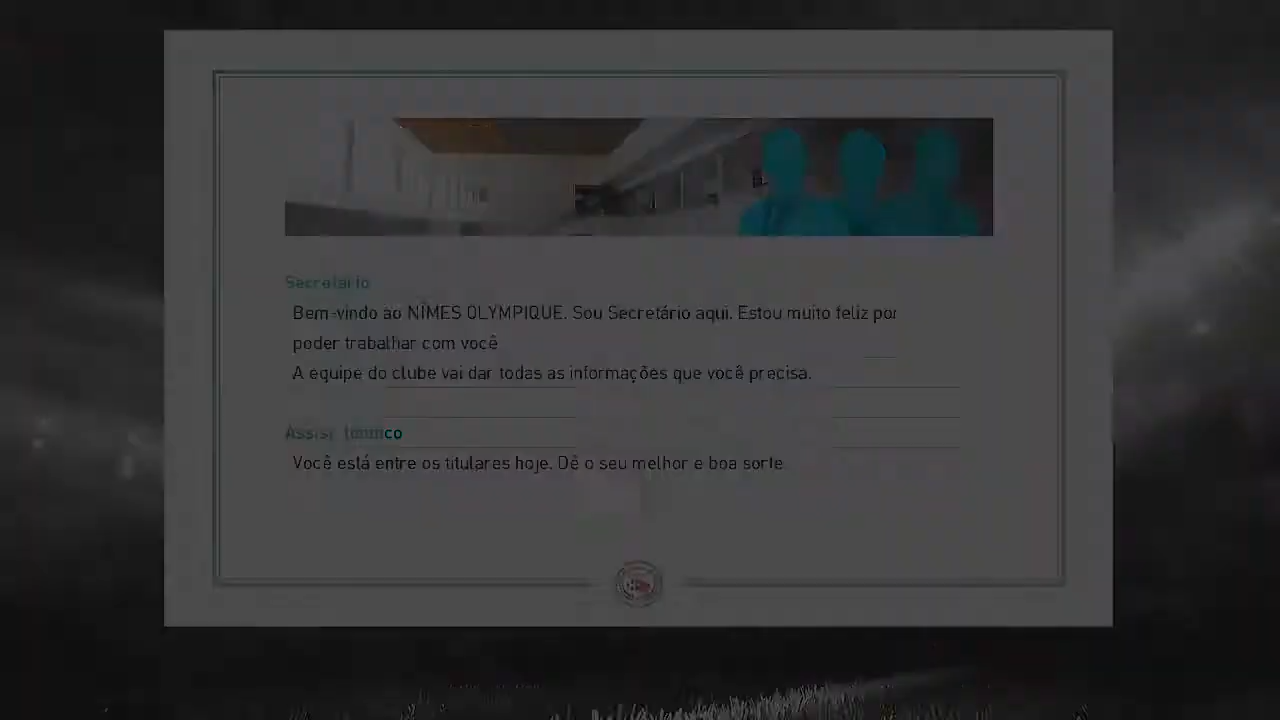 Secretário
Bem-vindo ao NÎMES OLYMPIQUE. Sou Secretário aqui. Estou muito feliz por
poder trabalhar com você
A equipe do clube vai dar todas as informações que você precisa.
Você está entre os titulares hoje. Dê o seu melhor e boa sorte